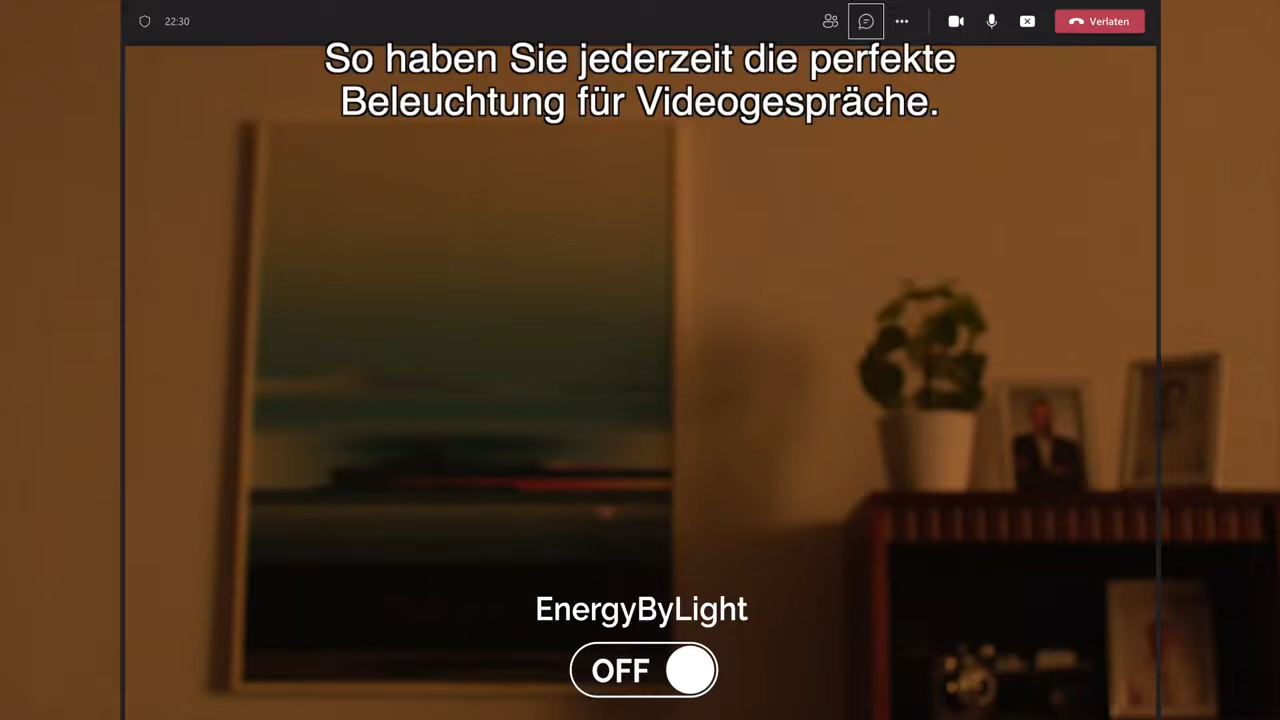 22:30
Verlaten
So haben Sie jederzeit die perfekte
Beleuchtung für Videogespräche.
EnergyByLight
OFF